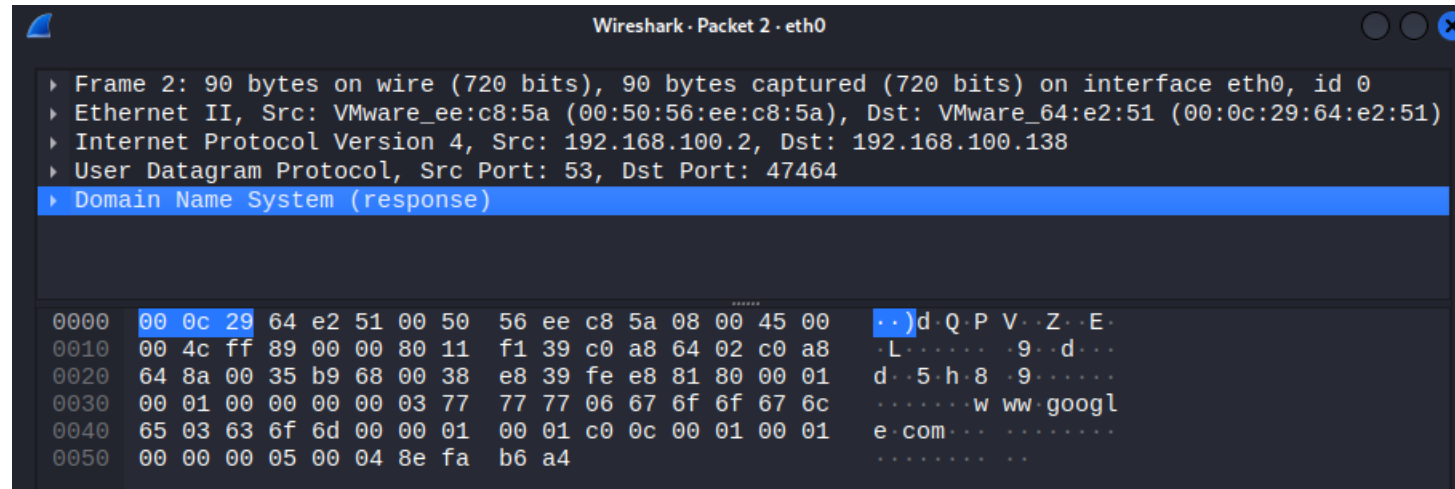 Wireshark · Packet 2 · eth0
▸ Frame 2: 90 bytes on wire (720 bits), 90 bytes captured (720 bits) on interface eth0, id 0
▸ Ethernet II, Src: VMware_ee:c8:5a (00:50:56:ee:c8:5a), Dst: VMware_64:e2:51 (00:0c:29:64:e2:51)
▸ Internet Protocol Version 4, Src: 192.168.100.2, Dst: 192.168.100.138
▸ User Datagram Protocol, Src Port: 53, Dst Port: 47464
▸ Domain Name System (response)
0000 00 0c 29 64 e2 51 00 50 56 ee c8 5a 08 00 45 00 ··)d·Q·P V··Z··E·
0010 00 4c ff 89 00 00 80 11 f1 39 c0 a8 64 02 c0 a8 ·L······ ·9··d···
0020 64 8a 00 35 b9 68 00 38 e8 39 fe e8 81 80 00 01 d··5·h·8 ·9······
0030 00 01 00 00 00 00 03 77 77 77 06 67 6f 6f 67 6c ·······w ww·googl
0040 65 03 63 6f 6d 00 00 01 00 01 c0 0c 00 01 00 01 e·com··· ········
0050 00 00 00 05 00 04 8e fa b6 a4 ········ ··